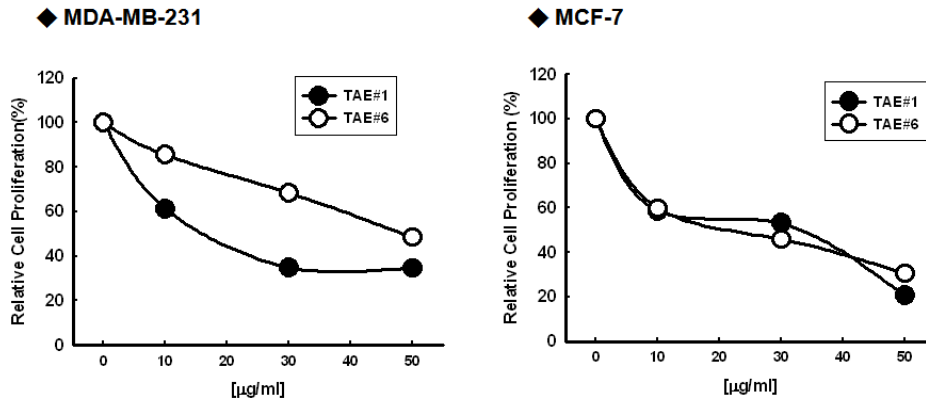 ◆ MDA-MB-231
Relative Cell Proliferation(%)
120
100
80
60
40
20
0
TAE#1
TAE#6
0 10 20 30 40 50
[µg/ml]
◆ MCF-7
Relative Cell Proliferation (%)
120
100
80
60
40
20
0
TAE#1
TAE#6
0 10 20 30 40 50
[µg/ml]